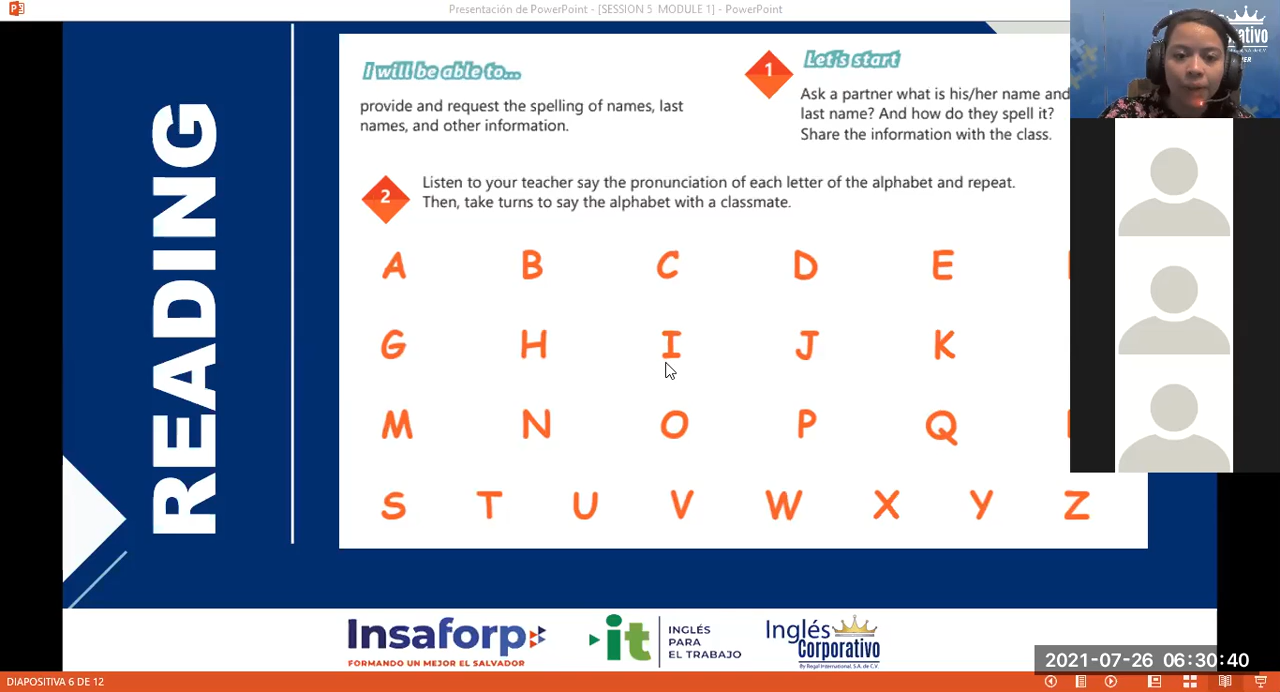 Presentación de PowerPoint - [SESSION 5 MODULE 1] - PowerPoint
READING
I will be able to...
provide and request the spelling of names, last
names, and other information.
1
Let's start
Ask a partner what is his/her name and
last name? And how do they spell it?
Share the information with the class.
2
Listen to your teacher say the pronunciation of each letter of the alphabet and repeat.
Then, take turns to say the alphabet with a classmate.
A B C D E
G H I J K
M N O P Q
S T U V W X Y Z
Insaforp
FORMANDO UN MEJOR EL SALVADOR
it
INGLÉS
PARA
EL TRABAJO
Inglés
Corporativo
By Regal International, S.A. de C.V.
2021-07-26 06:30:40
DIAPOSITIVA 6 DE 12